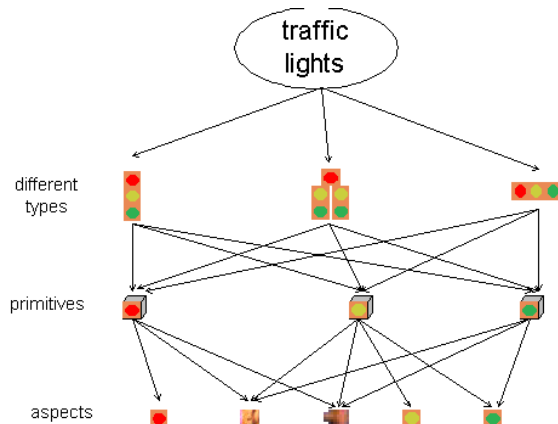 traffic
lights
different
types
primitives
aspects